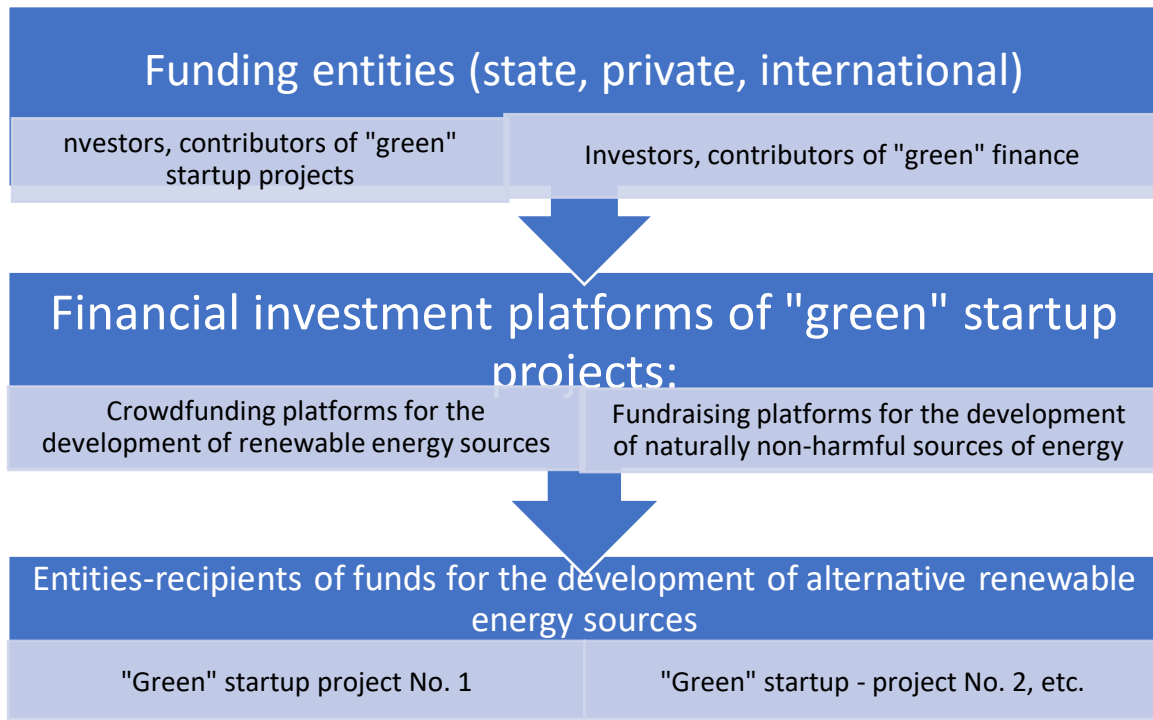 Funding entities (state, private, international)
nvestors, contributors of "green"
startup projects
Investors, contributors of "green" finance
Financial investment platforms of "green" startup
projects:
Crowdfunding platforms for the
development of renewable energy sources
Fundraising platforms for the development
of naturally non-harmful sources of energy
Entities-recipients of funds for the development of alternative renewable
energy sources
"Green" startup project No. 1
"Green" startup - project No. 2, etc.